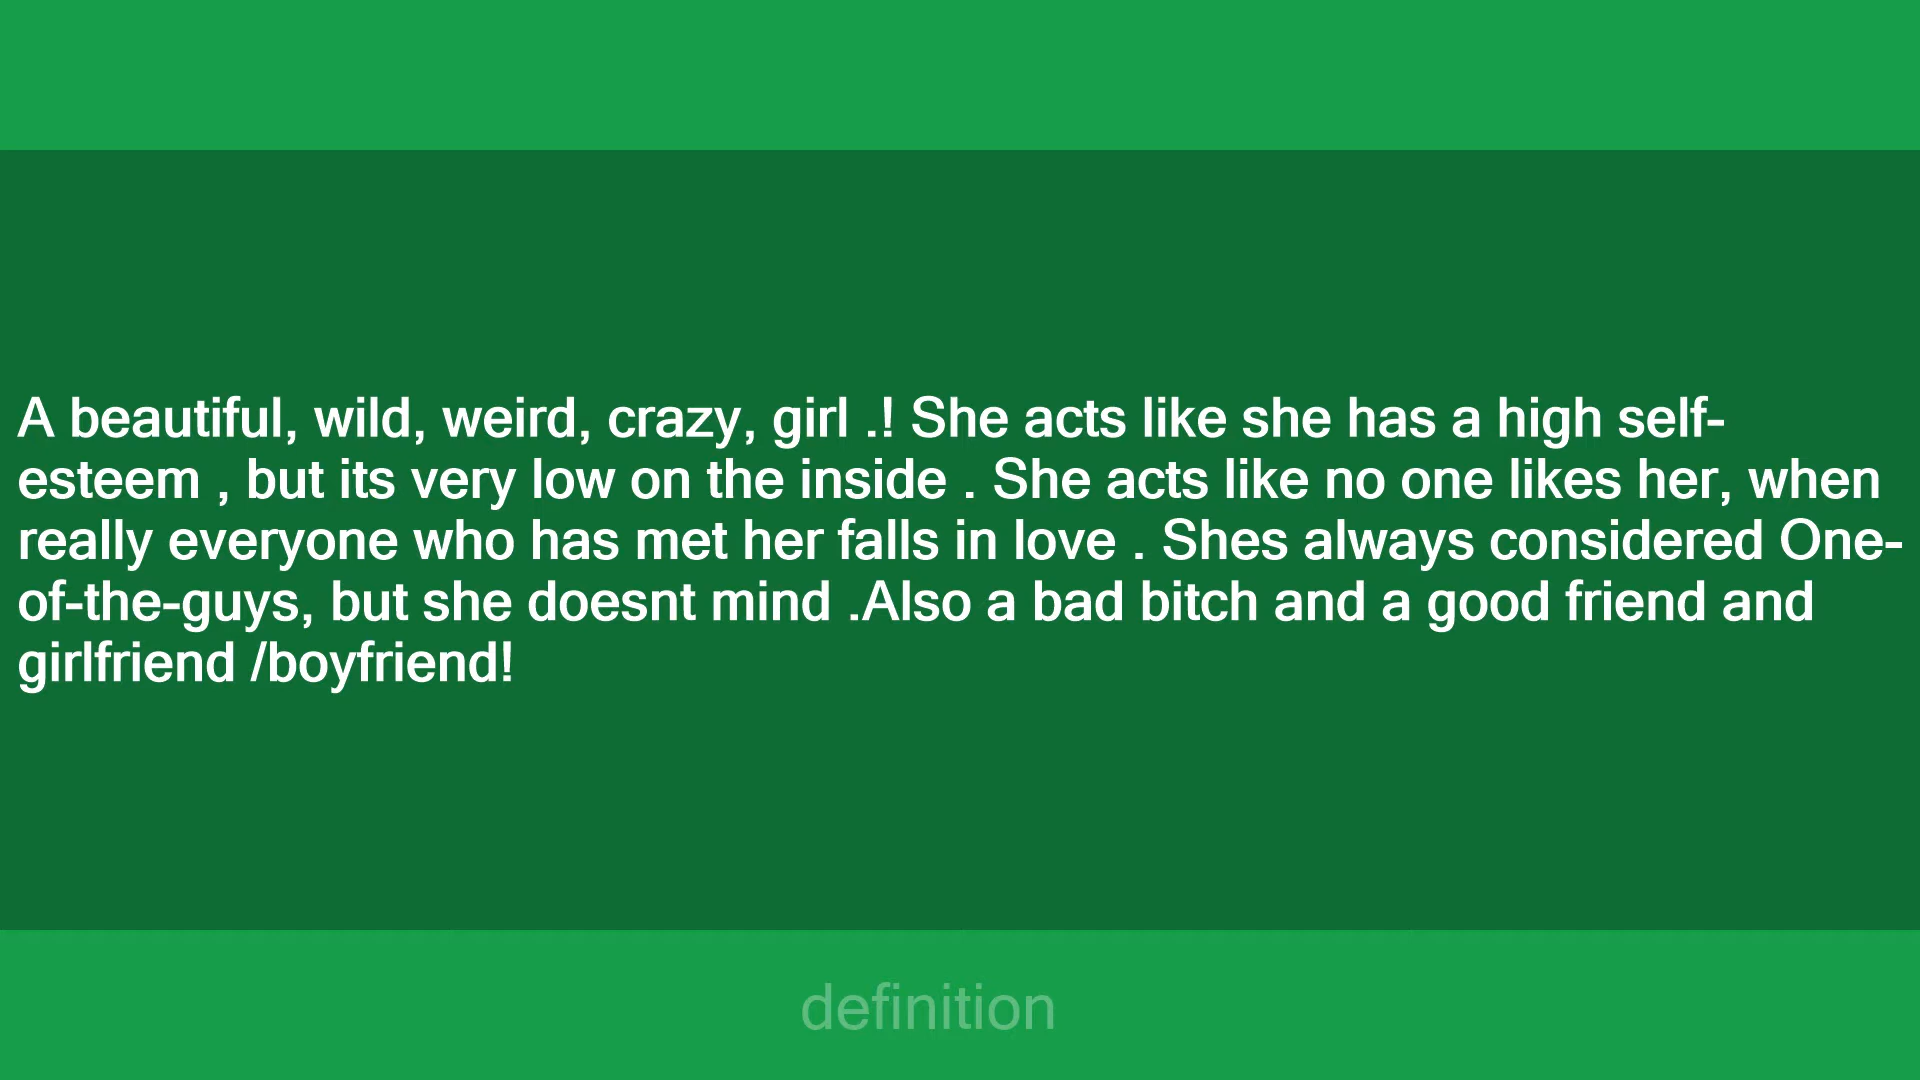 A beautiful, wild, weird, crazy, girl .! She acts like she has a high self-
esteem , but its very low on the inside . She acts like no one likes her, when
really everyone who has met her falls in love . Shes always considered One-
of-the-guys, but she doesnt mind .Also a bad bitch and a good friend and
girlfriend /boyfriend!
definition